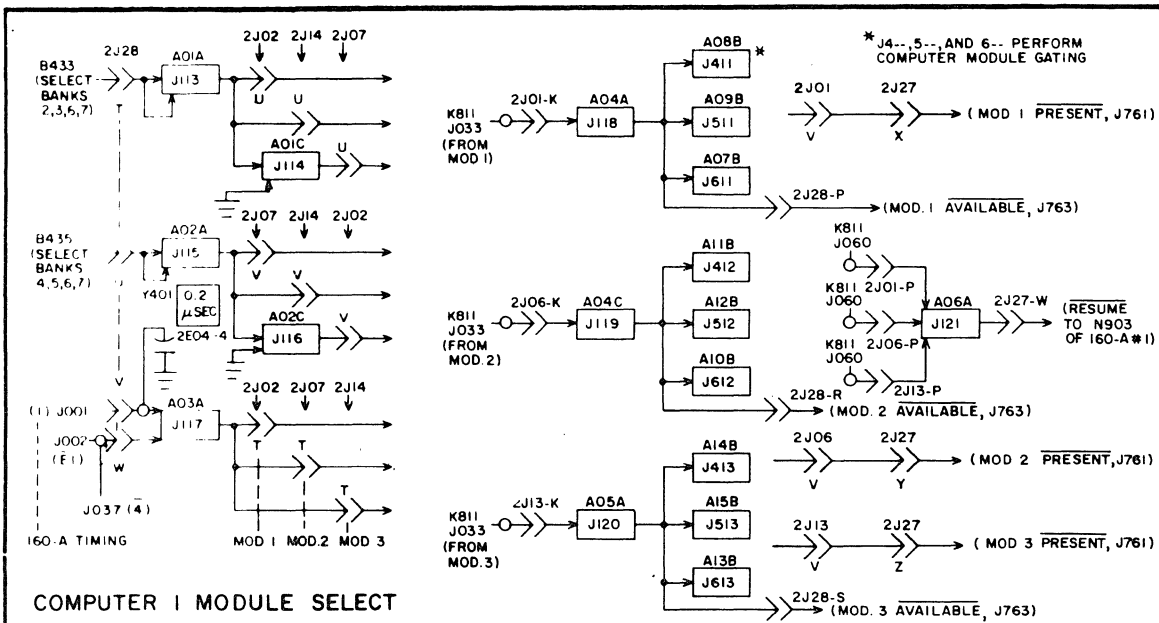 2J28
A01A
2J02 2J14 2J07
B433
(SELECT
BANKS
2,3,6,7)
J113
T
U U
A01C
J114
U
2J07 2J14 2J02
B435
(SELECT
BANKS
4,5,6,7)
A02A
J115
U
V V
Y401
0.2
µSEC
A02C
J116
V
2E04-4
2J02 2J07 2J14
V
(1) J001
A03A
J117
J002
(E1)
W
T T
T
J037 (4)
160-A TIMING
MOD 1 MOD.2 MOD 3
COMPUTER 1 MODULE SELECT
K811
J033
(FROM
MOD 1)
2J01-K
A04A
J118
A08B
J411
*
A09B
J511
A07B
J611
2J28-P
(MOD. 1 AVAILABLE, J763)
* J4--,5--, AND 6-- PERFORM
COMPUTER MODULE GATING
2J01 2J27
V X
(MOD 1 PRESENT, J761)
K811
J033
(FROM
MOD.2)
2J06-K
A04C
J119
A11B
J412
A12B
J512
A10B
J612
2J28-R
(MOD. 2 AVAILABLE, J763)
K811
J060
2J01-P
K811
J060
2J06-P
K811
J060
2J13-P
A06A
J121
2J27-W
(RESUME
TO N903
OF 160-A #1)
K811
J033
(FROM
MOD.3)
2J13-K
A05A
J120
A14B
J413
A15B
J513
A13B
J613
2J28-S
(MOD. 3 AVAILABLE, J763)
2J06 2J27
V Y
(MOD 2 PRESENT, J761)
2J13 2J27
V Z
(MOD 3 PRESENT, J761)